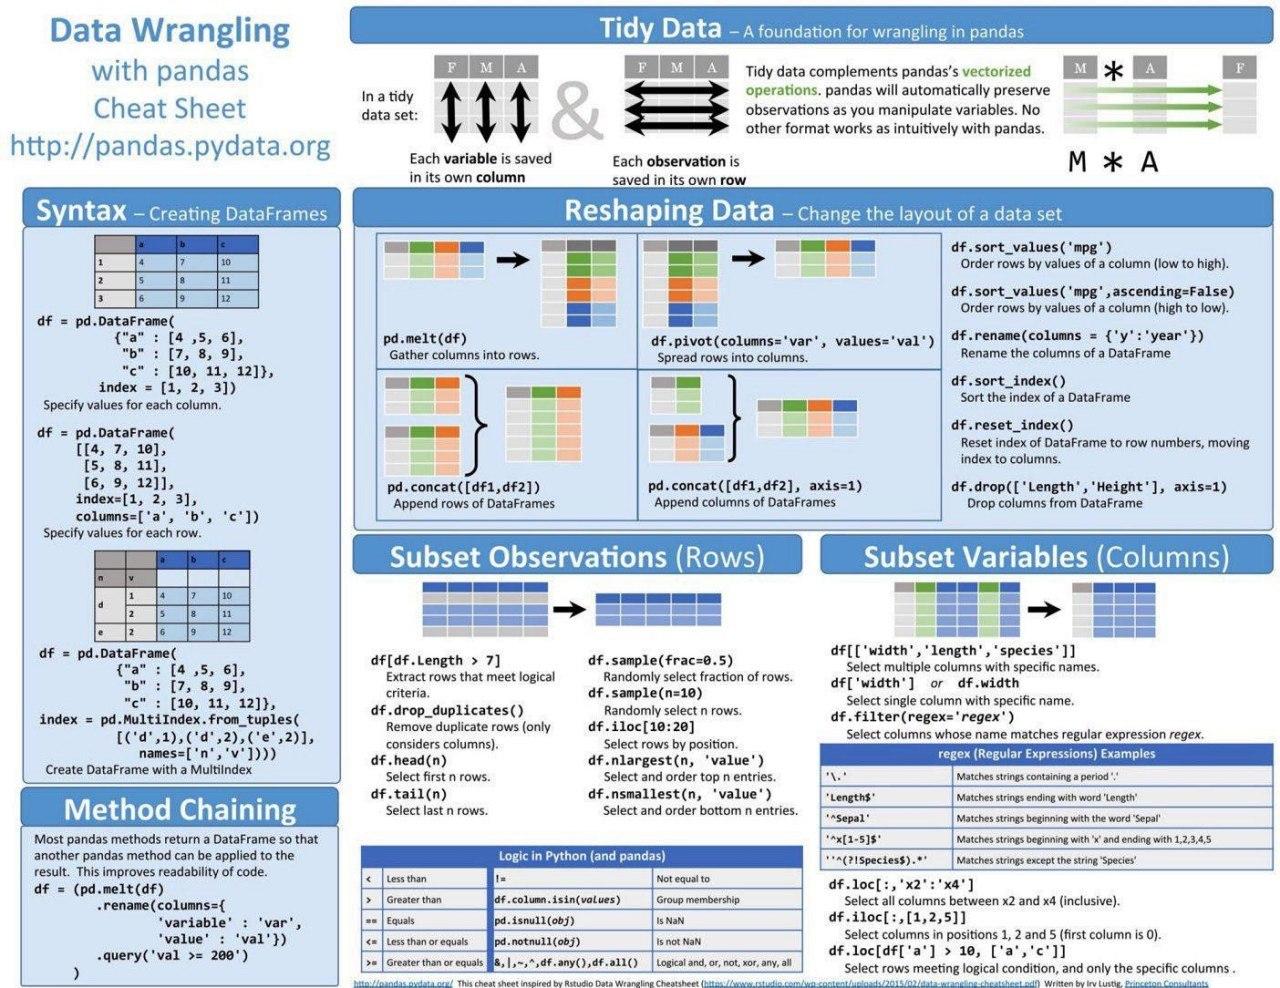 Data Wrangling
with pandas
Cheat Sheet
http://pandas.pydata.org
Tidy Data – A foundation for wrangling in pandas
In a tidy
data set:
F M A
Each variable is saved
in its own column
&
F M A
Each observation is
saved in its own row
Tidy data complements pandas's vectorized
operations. pandas will automatically preserve
observations as you manipulate variables. No
other format works as intuitively with pandas.
M * A F
M * A
Syntax – Creating DataFrames
a b c
1 4 7 10
2 5 8 11
3 6 9 12
df = pd.DataFrame(
{"a" : [4 ,5, 6],
"b" : [7, 8, 9],
"c" : [10, 11, 12]},
index = [1, 2, 3])
Specify values for each column.
df = pd.DataFrame(
[[4, 7, 10],
[5, 8, 11],
[6, 9, 12]],
index=[1, 2, 3],
columns=['a', 'b', 'c'])
Specify values for each row.
a b c
n v
d 1 4 7 10
2 5 8 11
e 2 6 9 12
df = pd.DataFrame(
{"a" : [4 ,5, 6],
"b" : [7, 8, 9],
"c" : [10, 11, 12]},
index = pd.MultiIndex.from_tuples(
[('d',1),('d',2),('e',2)],
names=['n','v'])))
Create DataFrame with a MultiIndex
Method Chaining
Most pandas methods return a DataFrame so that
another pandas method can be applied to the
result. This improves readability of code.
df = (pd.melt(df)
.rename(columns={
'variable' : 'var',
'value' : 'val'})
.query('val >= 200')
)
Reshaping Data – Change the layout of a data set
pd.melt(df)
Gather columns into rows.
df.pivot(columns='var', values='val')
Spread rows into columns.
pd.concat([df1,df2])
Append rows of DataFrames
pd.concat([df1,df2], axis=1)
Append columns of DataFrames
df.sort_values('mpg')
Order rows by values of a column (low to high).
df.sort_values('mpg',ascending=False)
Order rows by values of a column (high to low).
df.rename(columns = {'y':'year'})
Rename the columns of a DataFrame
df.sort_index()
Sort the index of a DataFrame
df.reset_index()
Reset index of DataFrame to row numbers, moving
index to columns.
df.drop(['Length','Height'], axis=1)
Drop columns from DataFrame
Subset Observations (Rows)
df[df.Length > 7]
Extract rows that meet logical
criteria.
df.drop_duplicates()
Remove duplicate rows (only
considers columns).
df.head(n)
Select first n rows.
df.tail(n)
Select last n rows.
df.sample(frac=0.5)
Randomly select fraction of rows.
df.sample(n=10)
Randomly select n rows.
df.iloc[10:20]
Select rows by position.
df.nlargest(n, 'value')
Select and order top n entries.
df.nsmallest(n, 'value')
Select and order bottom n entries.
Logic in Python (and pandas)
< Less than != Not equal to
> Greater than df.column.isin(values) Group membership
== Equals pd.isnull(obj) Is NaN
<= Less than or equals pd.notnull(obj) Is not NaN
>= Greater than or equals &,|,~,^,df.any(),df.all() Logical and, or, not, xor, any, all
Subset Variables (Columns)
df[['width','length','species']]
Select multiple columns with specific names.
df['width'] or df.width
Select single column with specific name.
df.filter(regex='regex')
Select columns whose name matches regular expression regex.
regex (Regular Expressions) Examples
'\.' Matches strings containing a period '.'
'Length$' Matches strings ending with word 'Length'
'^Sepal' Matches strings beginning with the word 'Sepal'
'^x[1-5]$' Matches strings beginning with 'x' and ending with 1,2,3,4,5
''^(?!Species$).*' Matches strings except the string 'Species'
df.loc[:,'x2':'x4']
Select all columns between x2 and x4 (inclusive).
df.iloc[:,[1,2,5]]
Select columns in positions 1, 2 and 5 (first column is 0).
df.loc[df['a'] > 10, ['a','c']]
Select rows meeting logical condition, and only the specific columns .
http://pandas.pydata.org/ This cheat sheet inspired by Rstudio Data Wrangling Cheatsheet (https://www.rstudio.com/wp-content/uploads/2015/02/data-wrangling-cheatsheet.pdf) Written by Irv Lustig, Princeton Consultants